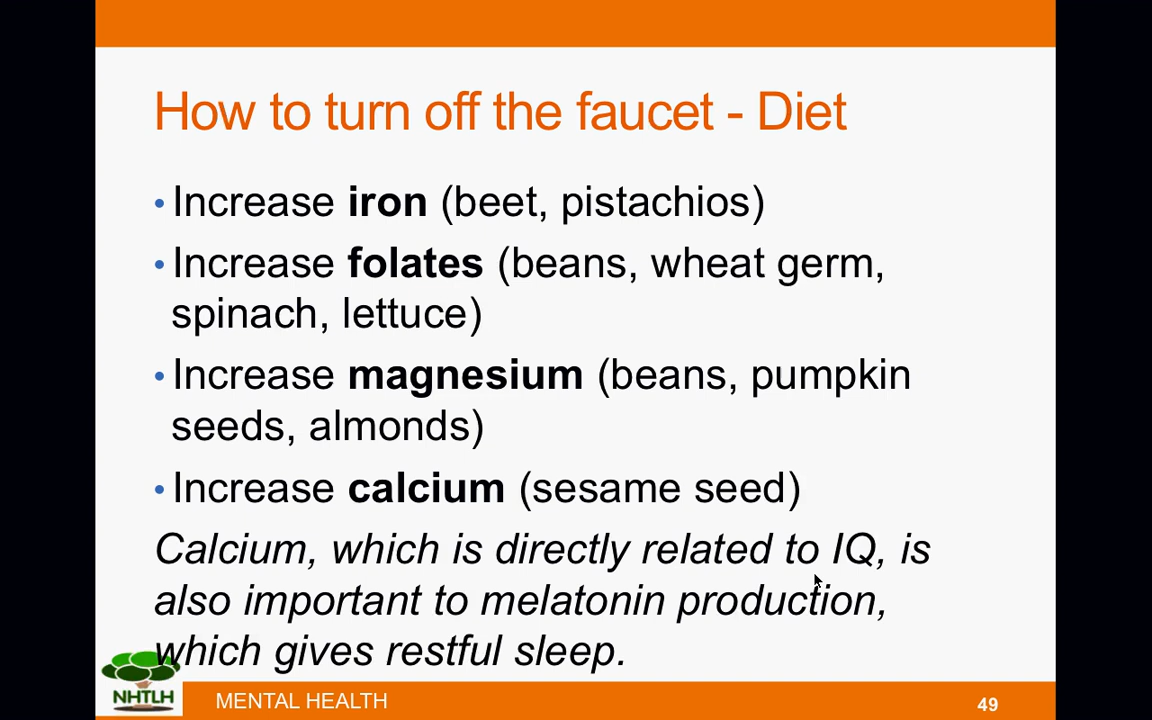 How to turn off the faucet - Diet
• Increase iron (beet, pistachios)
• Increase folates (beans, wheat germ,
spinach, lettuce)
• Increase magnesium (beans, pumpkin
seeds, almonds)
• Increase calcium (sesame seed)
Calcium, which is directly related to IQ, is
also important to melatonin production,
which gives restful sleep.
NHTLH
MENTAL HEALTH
49